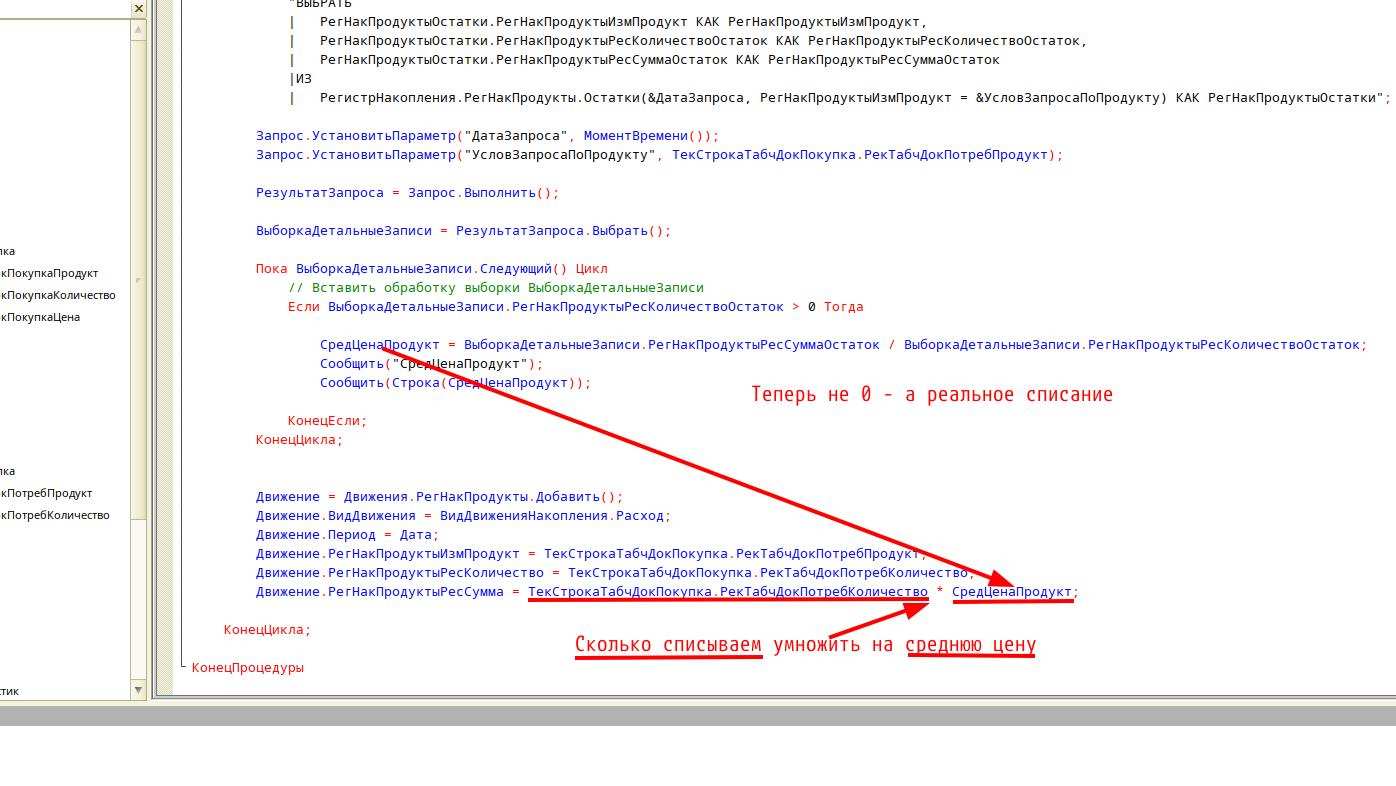 "ВЫБРАТЬ
| РегНакПродуктыОстатки.РегНакПродуктыИзмПродукт КАК РегНакПродуктыИзмПродукт,
| РегНакПродуктыОстатки.РегНакПродуктыРесКоличествоОстаток КАК РегНакПродуктыРесКоличествоОстаток,
| РегНакПродуктыОстатки.РегНакПродуктыРесСуммаОстаток КАК РегНакПродуктыРесСуммаОстаток
|ИЗ
| РегистрНакопления.РегНакПродукты.Остатки(&ДатаЗапроса, РегНакПродуктыИзмПродукт = &УсловЗапросаПоПродукту) КАК РегНакПродуктыОстатки";
Запрос.УстановитьПараметр("ДатаЗапроса", МоментВремени());
Запрос.УстановитьПараметр("УсловЗапросаПоПродукту", ТекСтрокаТабчДокПокупка.РекТабчДокПотребПродукт);
РезультатЗапроса = Запрос.Выполнить();
ВыборкаДетальныеЗаписи = РезультатЗапроса.Выбрать();
лка
кПокупкаПродукт
кПокупкаКоличество
кПокупкаЦена
Пока ВыборкаДетальныеЗаписи.Следующий() Цикл
// Вставить обработку выборки ВыборкаДетальныеЗаписи
Если ВыборкаДетальныеЗаписи.РегНакПродуктыРесКоличествоОстаток > 0 Тогда
СредЦенаПродукт = ВыборкаДетальныеЗаписи.РегНакПродуктыРесСуммаОстаток / ВыборкаДетальныеЗаписи.РегНакПродуктыРесКоличествоОстаток;
Сообщить("СредЦенаПродукт");
Сообщить(Строка(СредЦенаПродукт));
Теперь не 0 - а реальное списание
КонецЕсли;
КонецЦикла;
лка
кПотребПродукт
кПотребКоличество
Движение = Движения.РегНакПродукты.Добавить();
Движение.ВидДвижения = ВидДвиженияНакопления.Расход;
Движение.Период = Дата;
Движение.РегНакПродуктыИзмПродукт = ТекСтрокаТабчДокПокупка.РекТабчДокПотребПродукт;
Движение.РегНакПродуктыРесКоличество = ТекСтрокаТабчДокПокупка.РекТабчДокПотребКоличество;
Движение.РегНакПродуктыРесСумма = ТекСтрокаТабчДокПокупка.РекТабчДокПотребКоличество * СредЦенаПродукт;
КонецЦикла;
Сколько списываем умножить на среднюю цену
КонецПроцедуры
тик